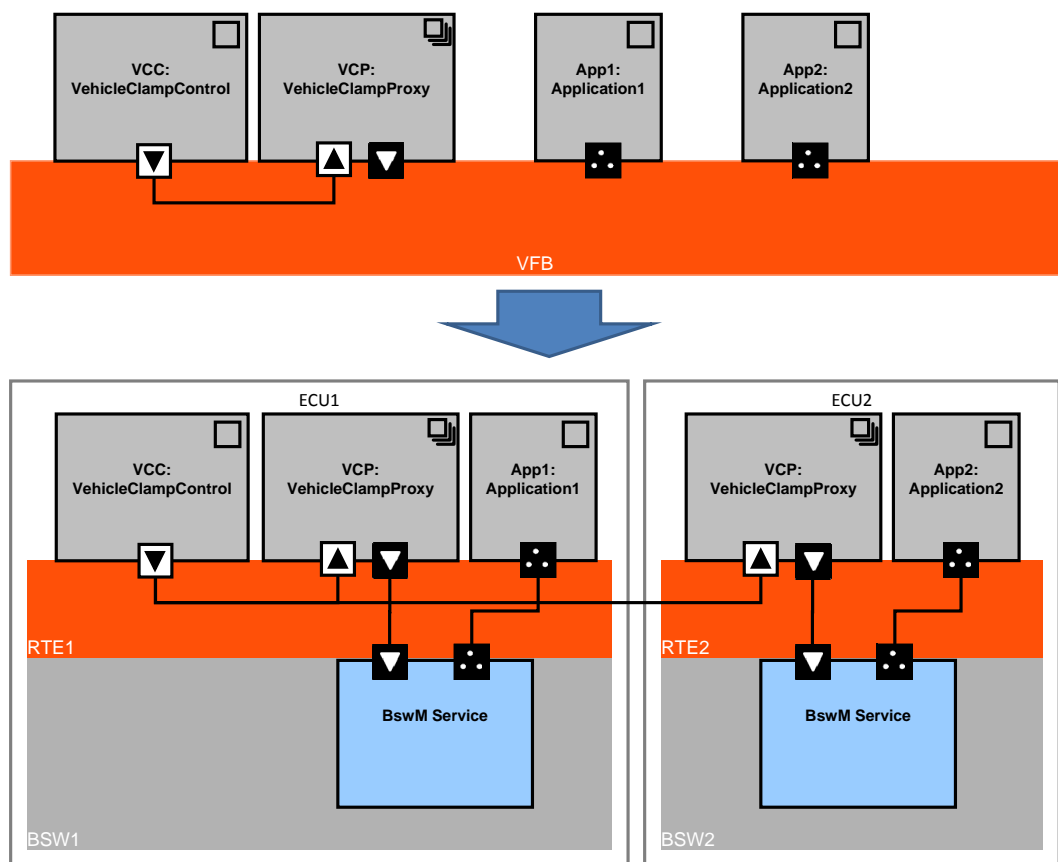 VCC:
VehicleClampControl
VCP:
VehicleClampProxy
App1:
Application1
App2:
Application2
VFB
ECU1
VCC:
VehicleClampControl
VCP:
VehicleClampProxy
App1:
Application1
RTE1
BswM Service
BSW1
ECU2
VCP:
VehicleClampProxy
App2:
Application2
RTE2
BswM Service
BSW2